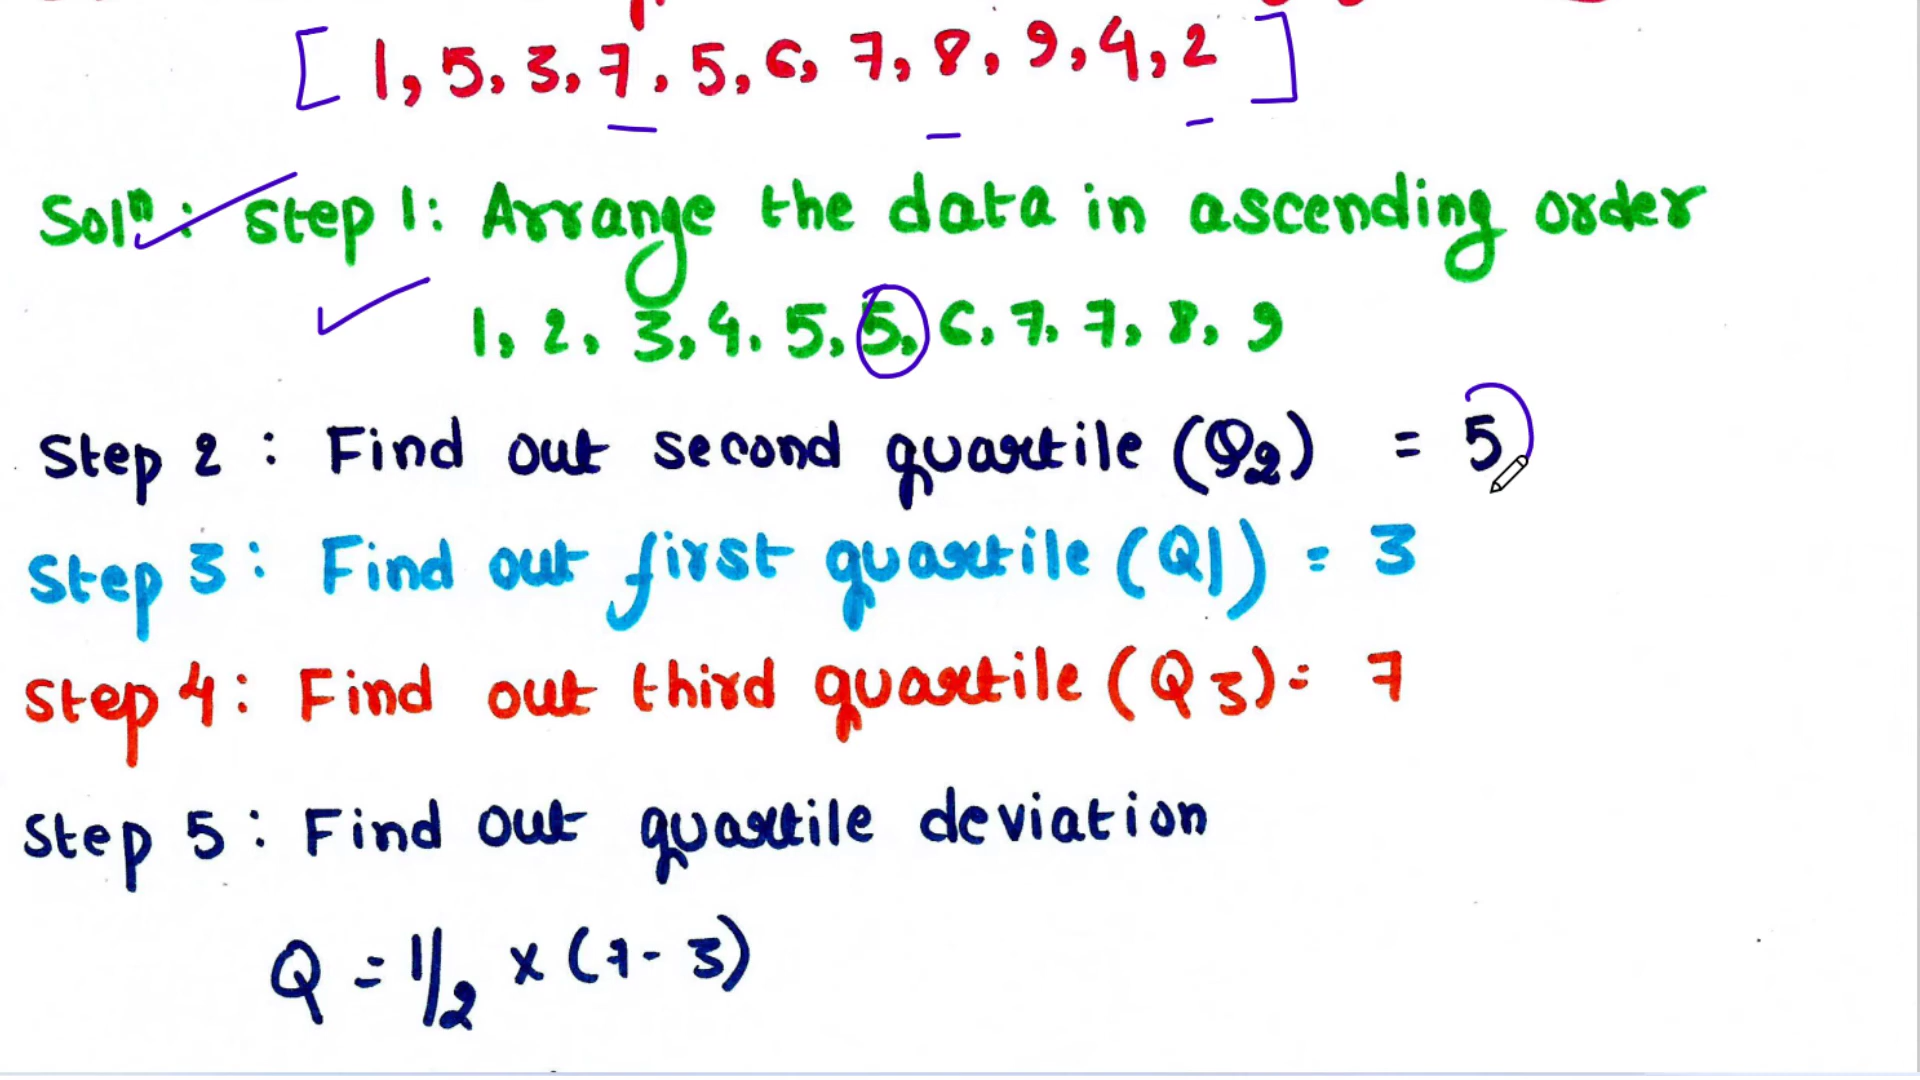 [ 1, 5, 3, 7, 5, 6, 7, 8, 9, 4, 2 ]
Solⁿ: Step 1: Arrange the data in ascending order
1, 2, 3, 4, 5, 5, 6, 7, 7, 8, 9
Step 2 : Find out second quartile (Q2) = 5
Step 3 : Find out first quartile (Q1) = 3
Step 4 : Find out third quartile (Q3) = 7
Step 5 : Find out quartile deviation
Q = 1/2 x (7 - 3)